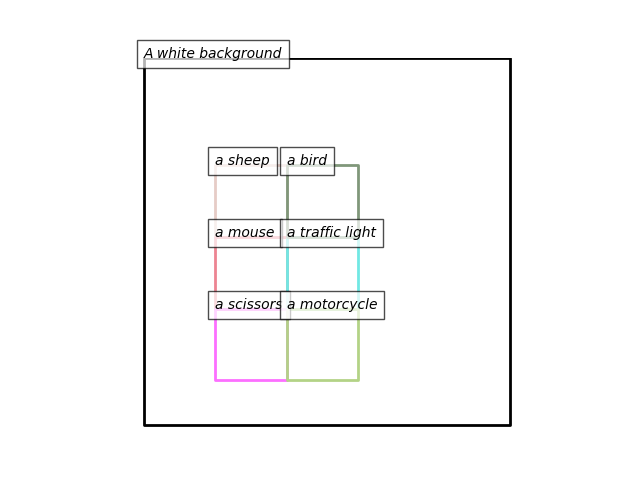 A white background
a sheep
a bird
a mouse
a traffic light
a scissors
a motorcycle